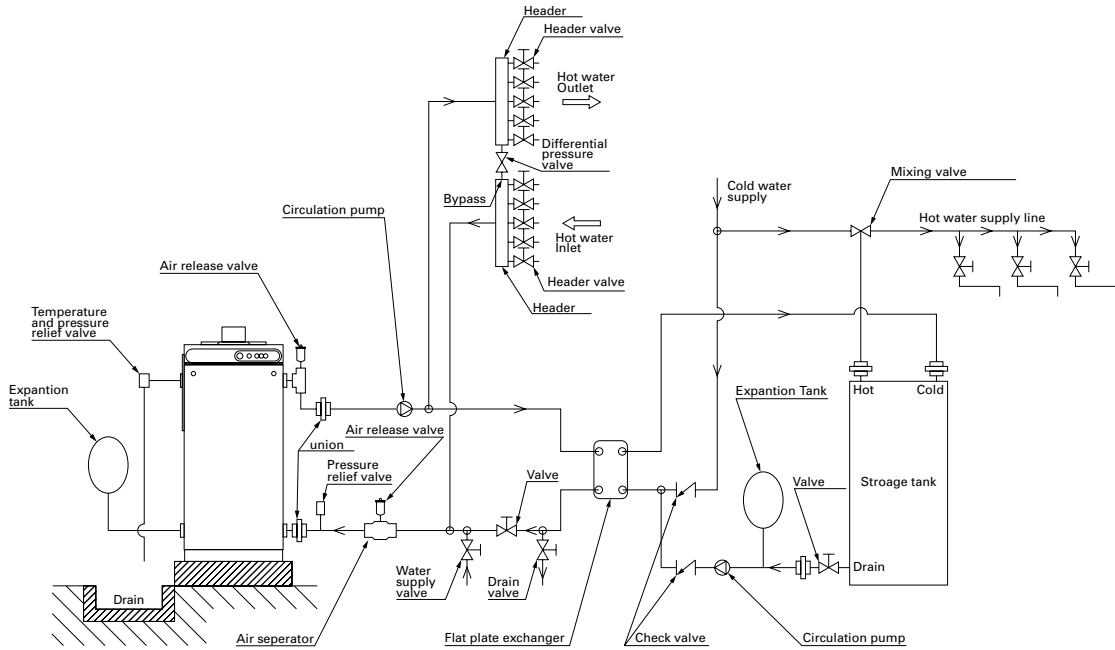 Header
Header valve
Hot water
Outlet
Differential
pressure
valve
Bypass
Hot water
Inlet
Header valve
Header
Circulation pump
Air release valve
Temperature
and pressure
relief valve
Expantion
tank
union
Air release valve
Pressure
relief valve
Valve
Cold water
supply
Mixing valve
Hot water supply line
Hot
Cold
Expantion Tank
Valve
Stroage tank
Drain
Drain
Water
supply
valve
Drain
valve
Air seperator
Flat plate exchanger
Check valve
Circulation pump